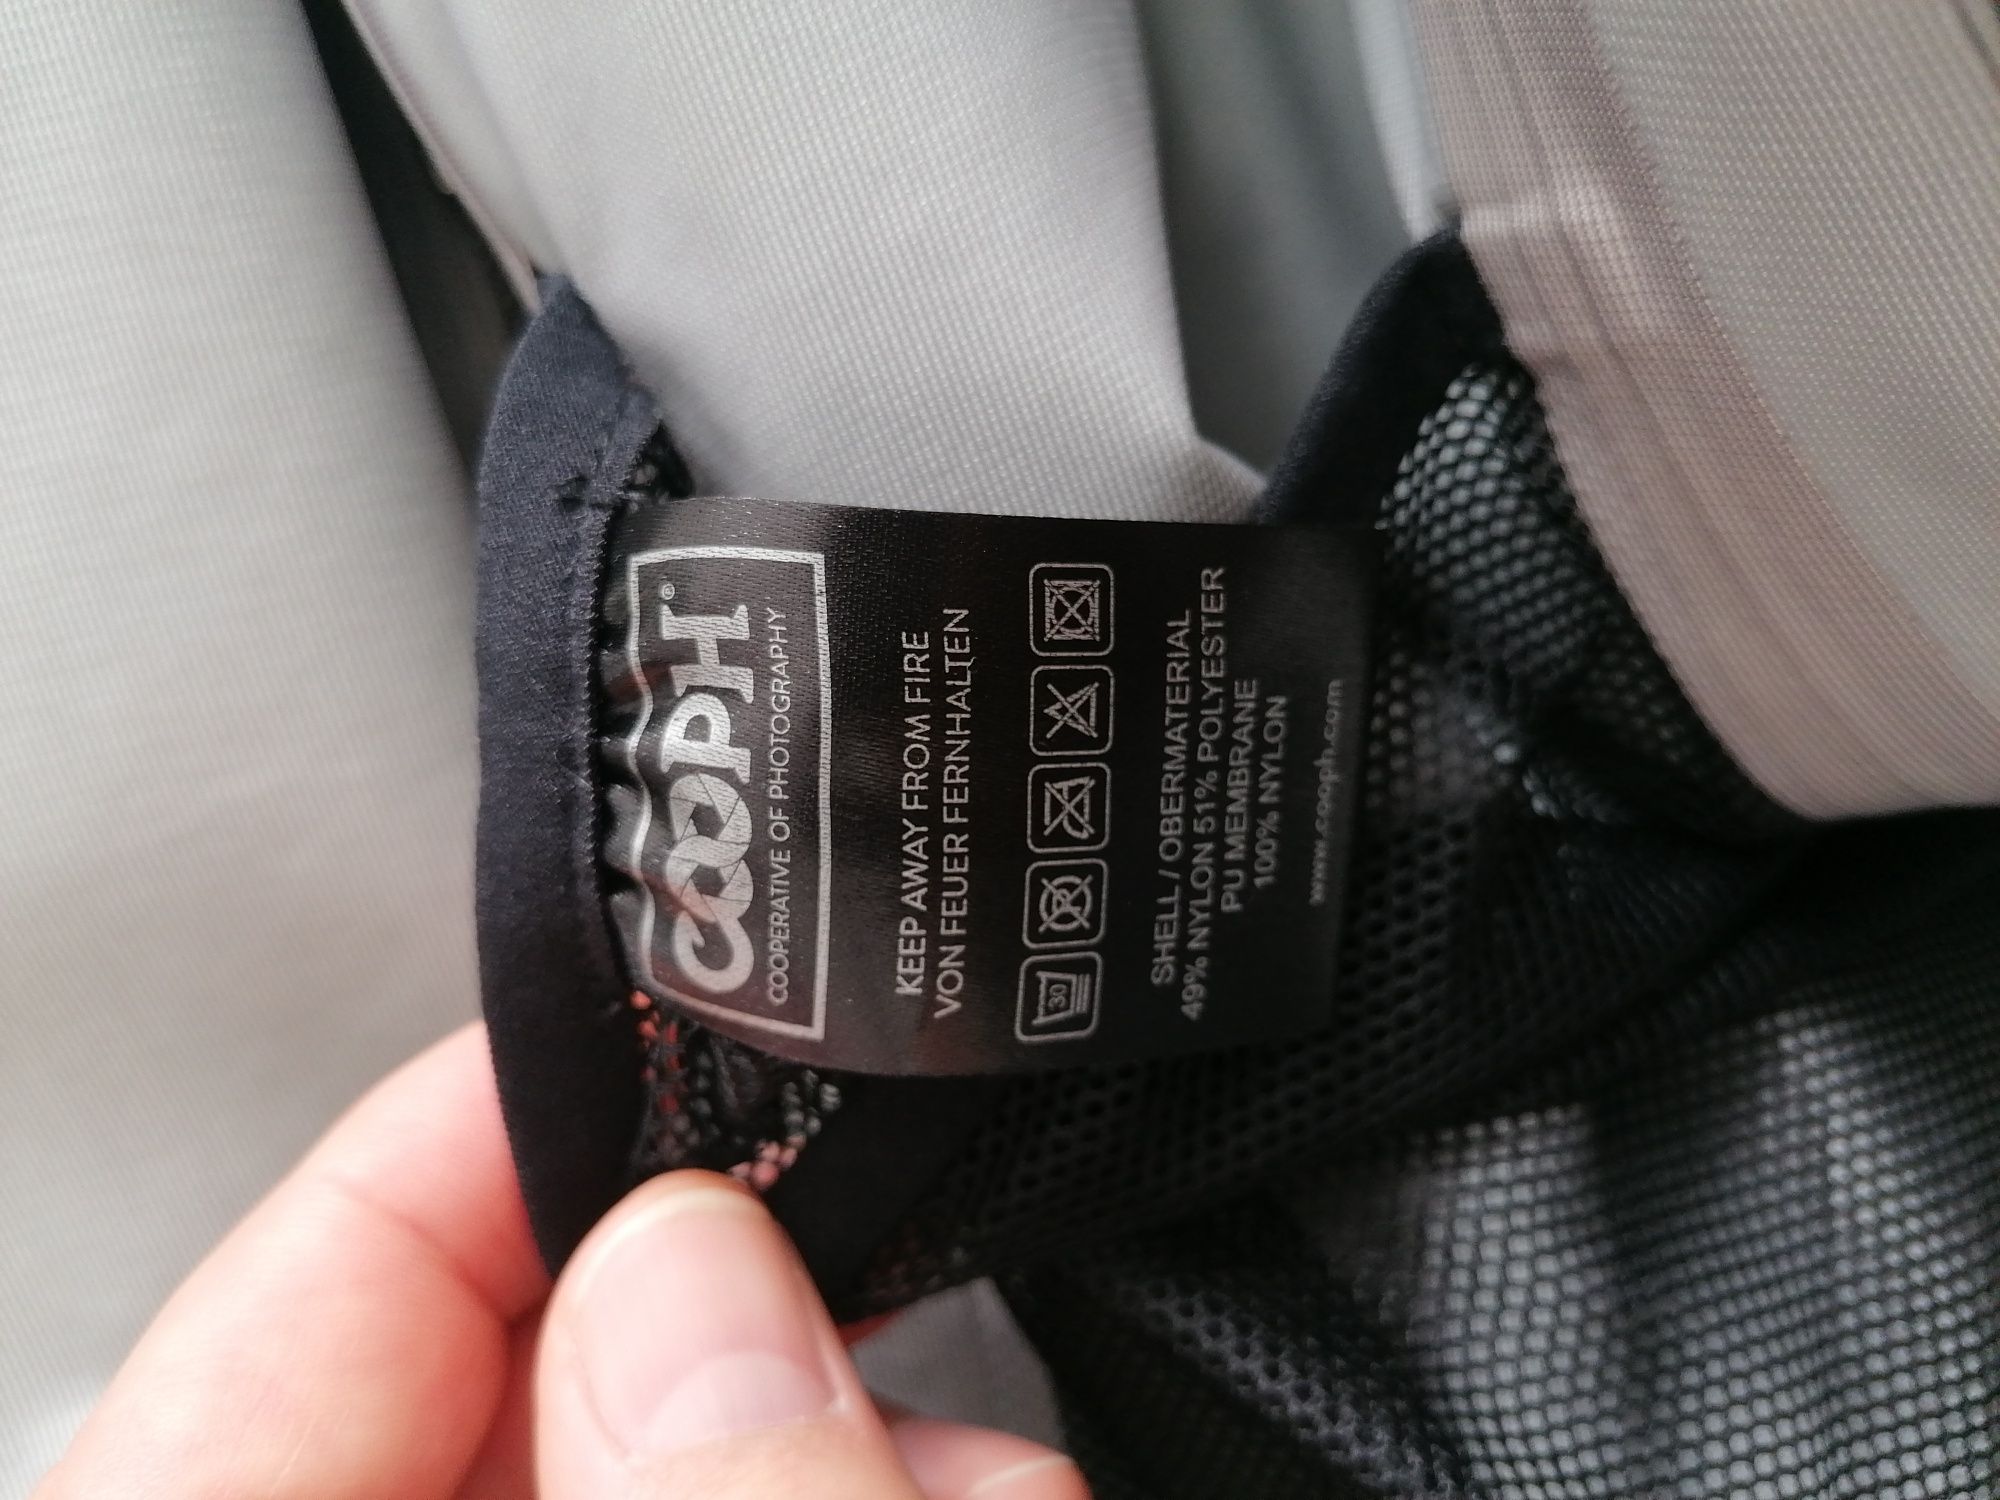 COOPH®
COOPERATIVE OF PHOTOGRAPHY
KEEP AWAY FROM FIRE
VON FEUER FERNHALTEN
30
SHELL / OBERMATERIAL
49% NYLON 51% POLYESTER
PU MEMBRANE
100% NYLON
www.cooph.com